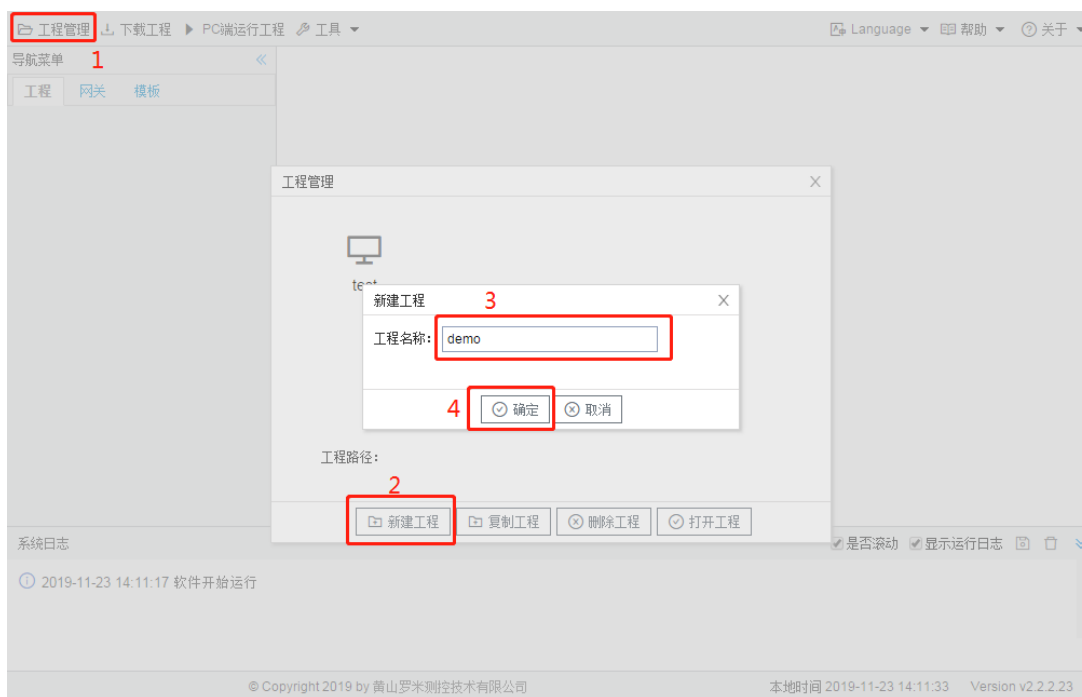 工程管理 下载工程 PC端运行工程 工具 Language 帮助 关于
导航菜单 1
工程 网关 模板
工程管理 X
新建工程 3 X
工程名称: demo
4 确定 取消
工程路径:
2
新建工程 复制工程 删除工程 打开工程
系统日志 是否滚动 显示运行日志
2019-11-23 14:11:17 软件开始运行
© Copyright 2019 by 黄山罗米测控技术有限公司 本地时间 2019-11-23 14:11:33 Version v2.2.2.23